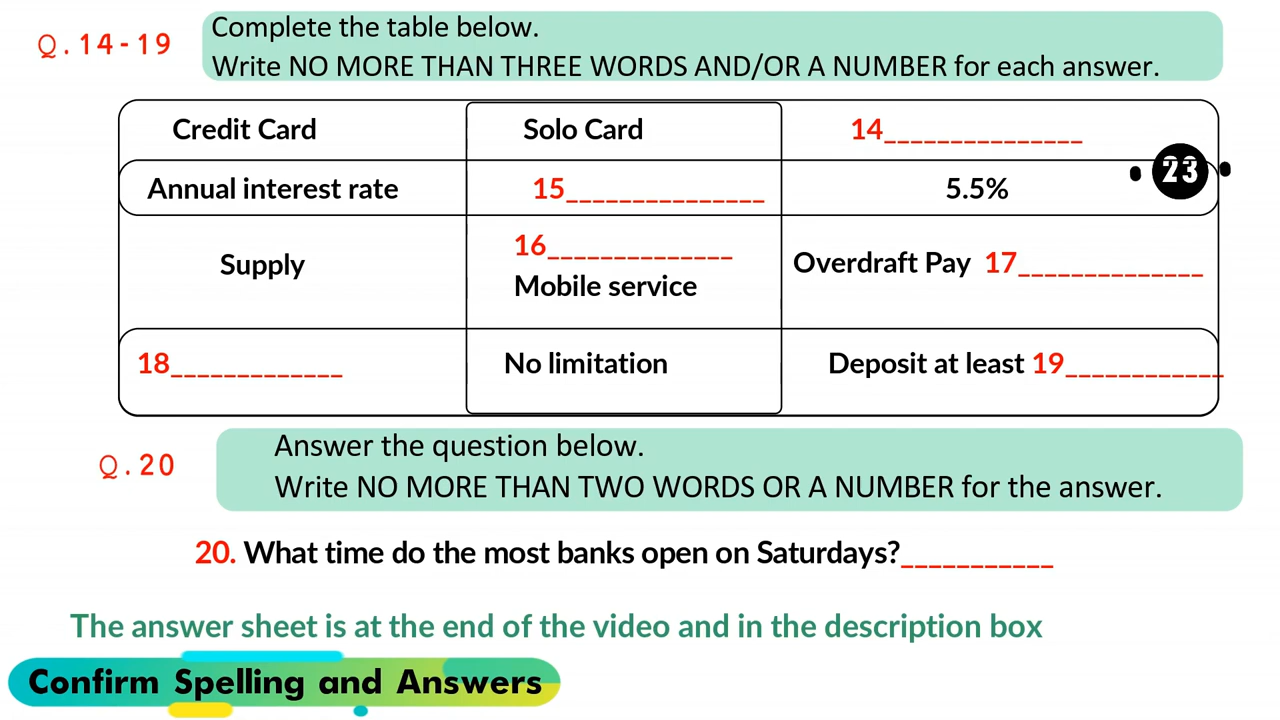 Q.14-19
Complete the table below.
Write NO MORE THAN THREE WORDS AND/OR A NUMBER for each answer.
Credit Card Solo Card 14_______________
23
Annual interest rate 15_______________ 5.5%
Supply 16______________ Mobile service Overdraft Pay 17______________
18_____________ No limitation Deposit at least 19____________
Q.20
Answer the question below.
Write NO MORE THAN TWO WORDS OR A NUMBER for the answer.
20. What time do the most banks open on Saturdays?___________
The answer sheet is at the end of the video and in the description box
Confirm Spelling and Answers